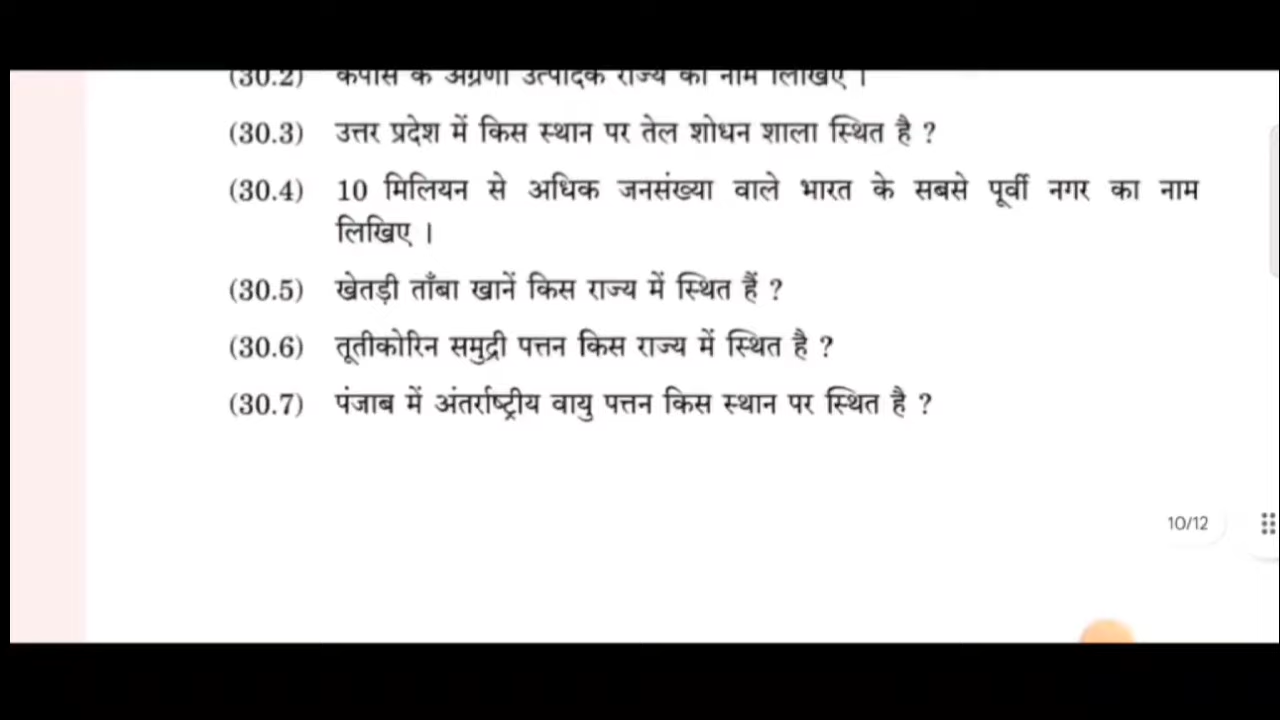 (30.2) कपास के अग्रणी उत्पादक राज्य का नाम लिखिए ।
(30.3) उत्तर प्रदेश में किस स्थान पर तेल शोधन शाला स्थित है ?
(30.4) 10 मिलियन से अधिक जनसंख्या वाले भारत के सबसे पूर्वी नगर का नाम
लिखिए ।
(30.5) खेतड़ी ताँबा खानें किस राज्य में स्थित हैं ?
(30.6) तूतीकोरिन समुद्री पत्तन किस राज्य में स्थित है ?
(30.7) पंजाब में अंतर्राष्ट्रीय वायु पत्तन किस स्थान पर स्थित है ?
10/12